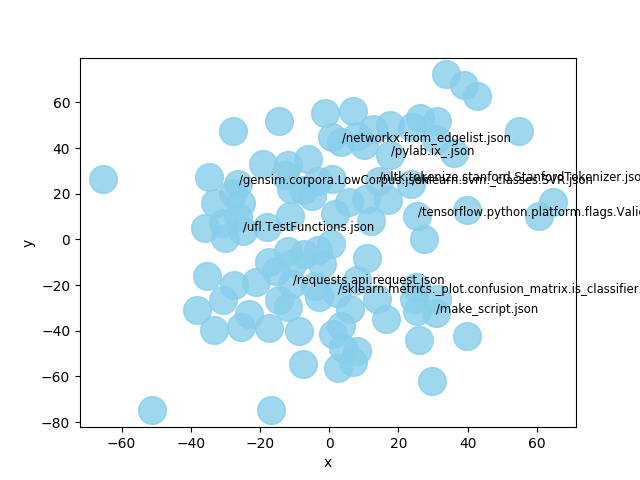 60
40
20
0
−20
−40
−60
−80
y
/networkx.from_edgelist.json
/pylab.ix_.json
/nltk.tokenize.stanford.StanfordTokenizer.jso
/gensim.corpora.LowCorpus.json
/sklearn.svm._classes.SVR.json
/tensorflow.python.platform.flags.Valid
/ufl.TestFunctions.json
/requests.api.request.json
/sklearn.metrics._plot.confusion_matrix.is_classifier.
/make_script.json
−60
−40
−20
0
20
40
60
x